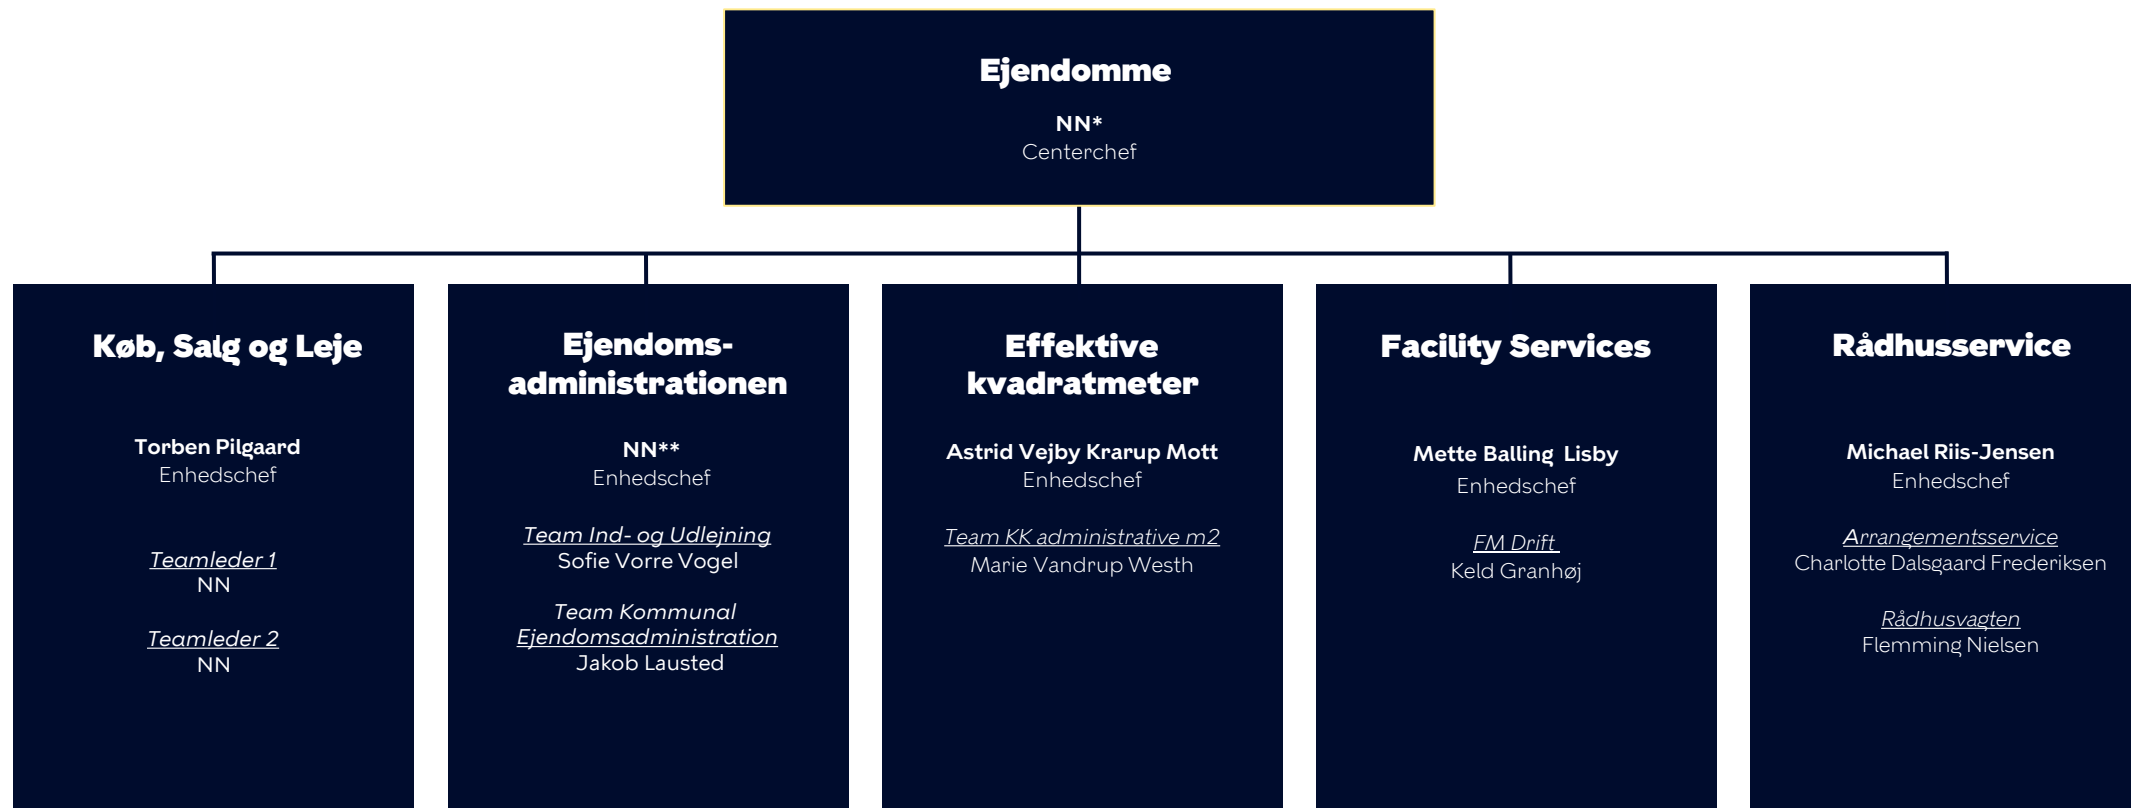 Ejendomme
NN*
Centerchef
Køb, Salg og Leje
Torben Pilgaard
Enhedschef
Teamleder 1
NN
Teamleder 2
NN
Ejendoms-
administrationen
NN**
Enhedschef
Team Ind- og Udlejning
Sofie Vorre Vogel
Team Kommunal
Ejendomsadministration
Jakob Lausted
Effektive
kvadratmeter
Astrid Vejby Krarup Mott
Enhedschef
Team KK administrative m2
Marie Vandrup Westh
Facility Services
Mette Balling Lisby
Enhedschef
FM Drift
Keld Granhøj
Rådhusservice
Michael Riis-Jensen
Enhedschef
Arrangementsservice
Charlotte Dalsgaard Frederiksen
Rådhusvagten
Flemming Nielsen